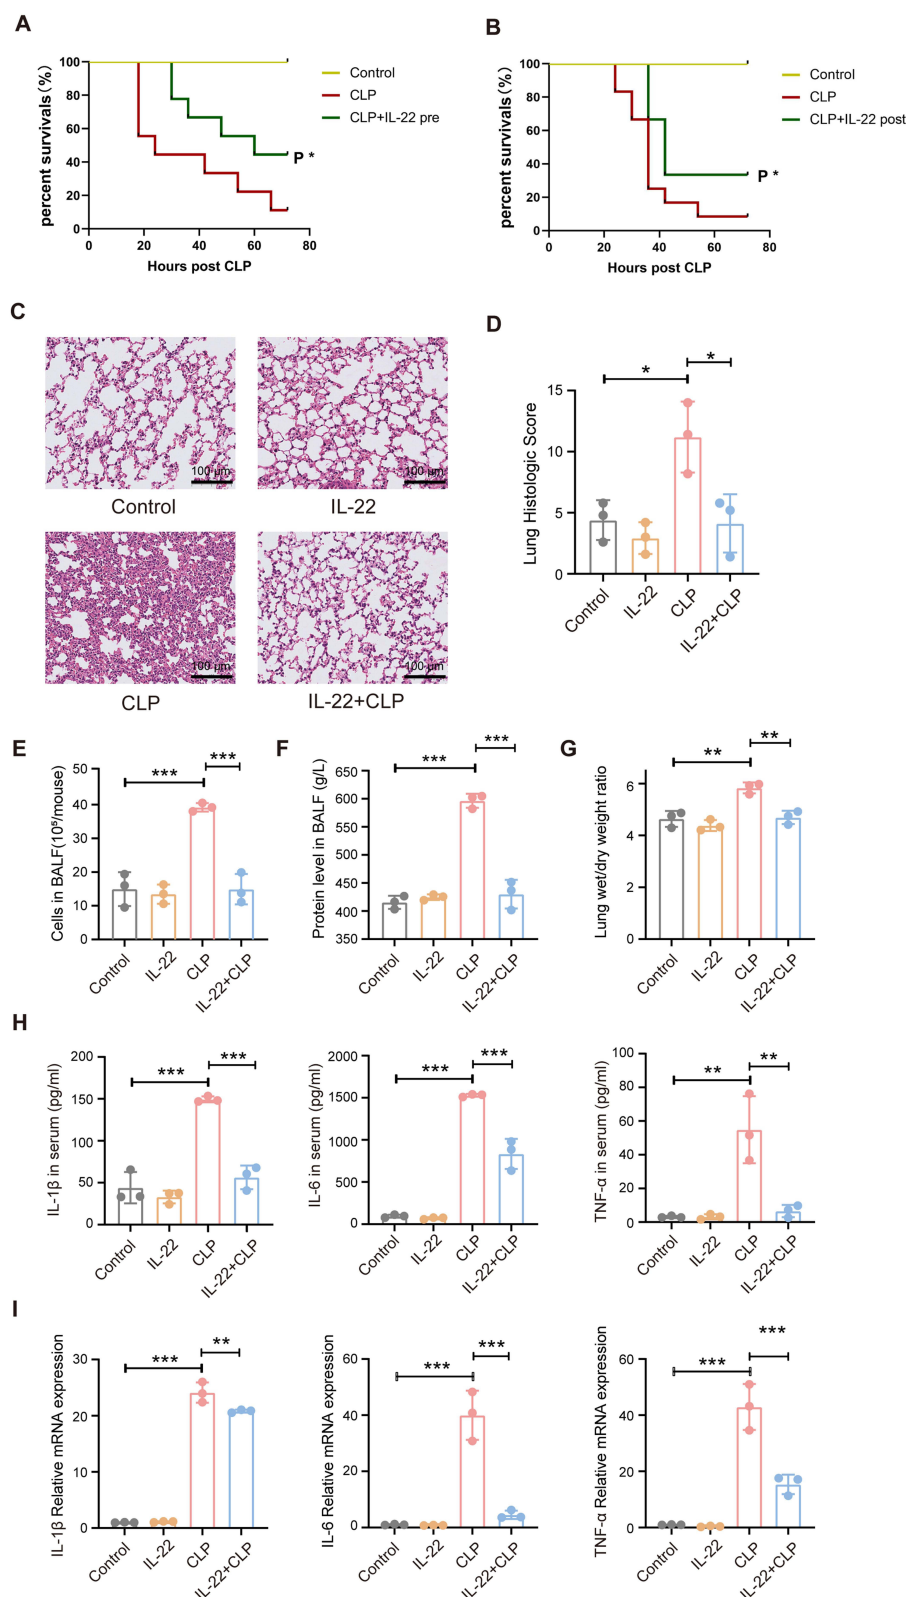 A
percent survivals (%)
100
80
60
40
20
0
0 20 40 60 80
Hours post CLP
Control
CLP
CLP+IL-22 pre
P *
B
percent survivals (%)
100
80
60
40
20
0
0 20 40 60 80
Hours post CLP
Control
CLP
CLP+IL-22 post
P *
C
100 μm
Control
100 μm
IL-22
100 μm
CLP
100 μm
IL-22+CLP
D
Lung Histologic Score
15
10
5
0
* *
Control IL-22 CLP IL-22+CLP
E
Cells in BALF(10⁵/mouse)
50
40
20
10
0
*** ***
Control IL-22 CLP IL-22+CLP
F
Protein level in BALF (g/L)
650
600
550
500
450
400
350
*** ***
Control IL-22 CLP IL-22+CLP
G
Lung wet/dry weight ratio
6
4
2
0
** **
Control IL-22 CLP IL-22+CLP
H
IL-1β in serum (pg/ml)
200
150
100
50
0
*** ***
Control IL-22 CLP IL-22+CLP
IL-6 in serum (pg/ml)
2000
1500
1000
500
0
*** ***
Control IL-22 CLP IL-22+CLP
TNF-α in serum (pg/ml)
100
80
60
40
20
0
** **
Control IL-22 CLP IL-22+CLP
I
IL-1β Relative mRNA expression
30
20
10
0
*** **
Control IL-22 CLP IL-22+CLP
IL-6 Relative mRNA expression
60
40
20
0
*** ***
Control IL-22 CLP IL-22+CLP
TNF-α Relative mRNA expression
60
40
20
0
*** ***
Control IL-22 CLP IL-22+CLP